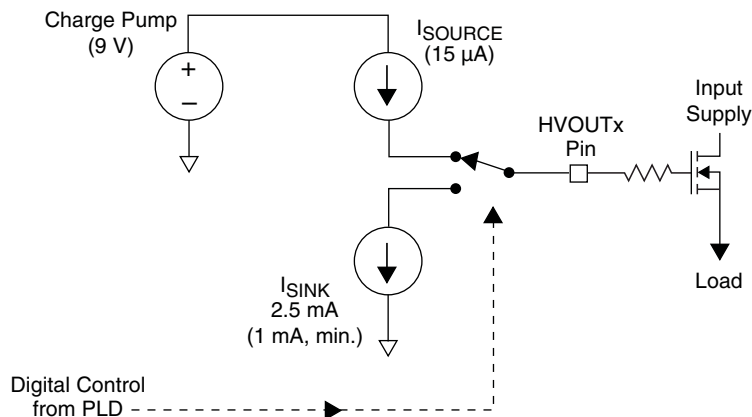 Charge Pump
(9 V)
+
–
ISOURCE
(15 µA)
Input
Supply
HVOUTx
Pin
Load
ISINK
2.5 mA
(1 mA, min.)
Digital Control
from PLD